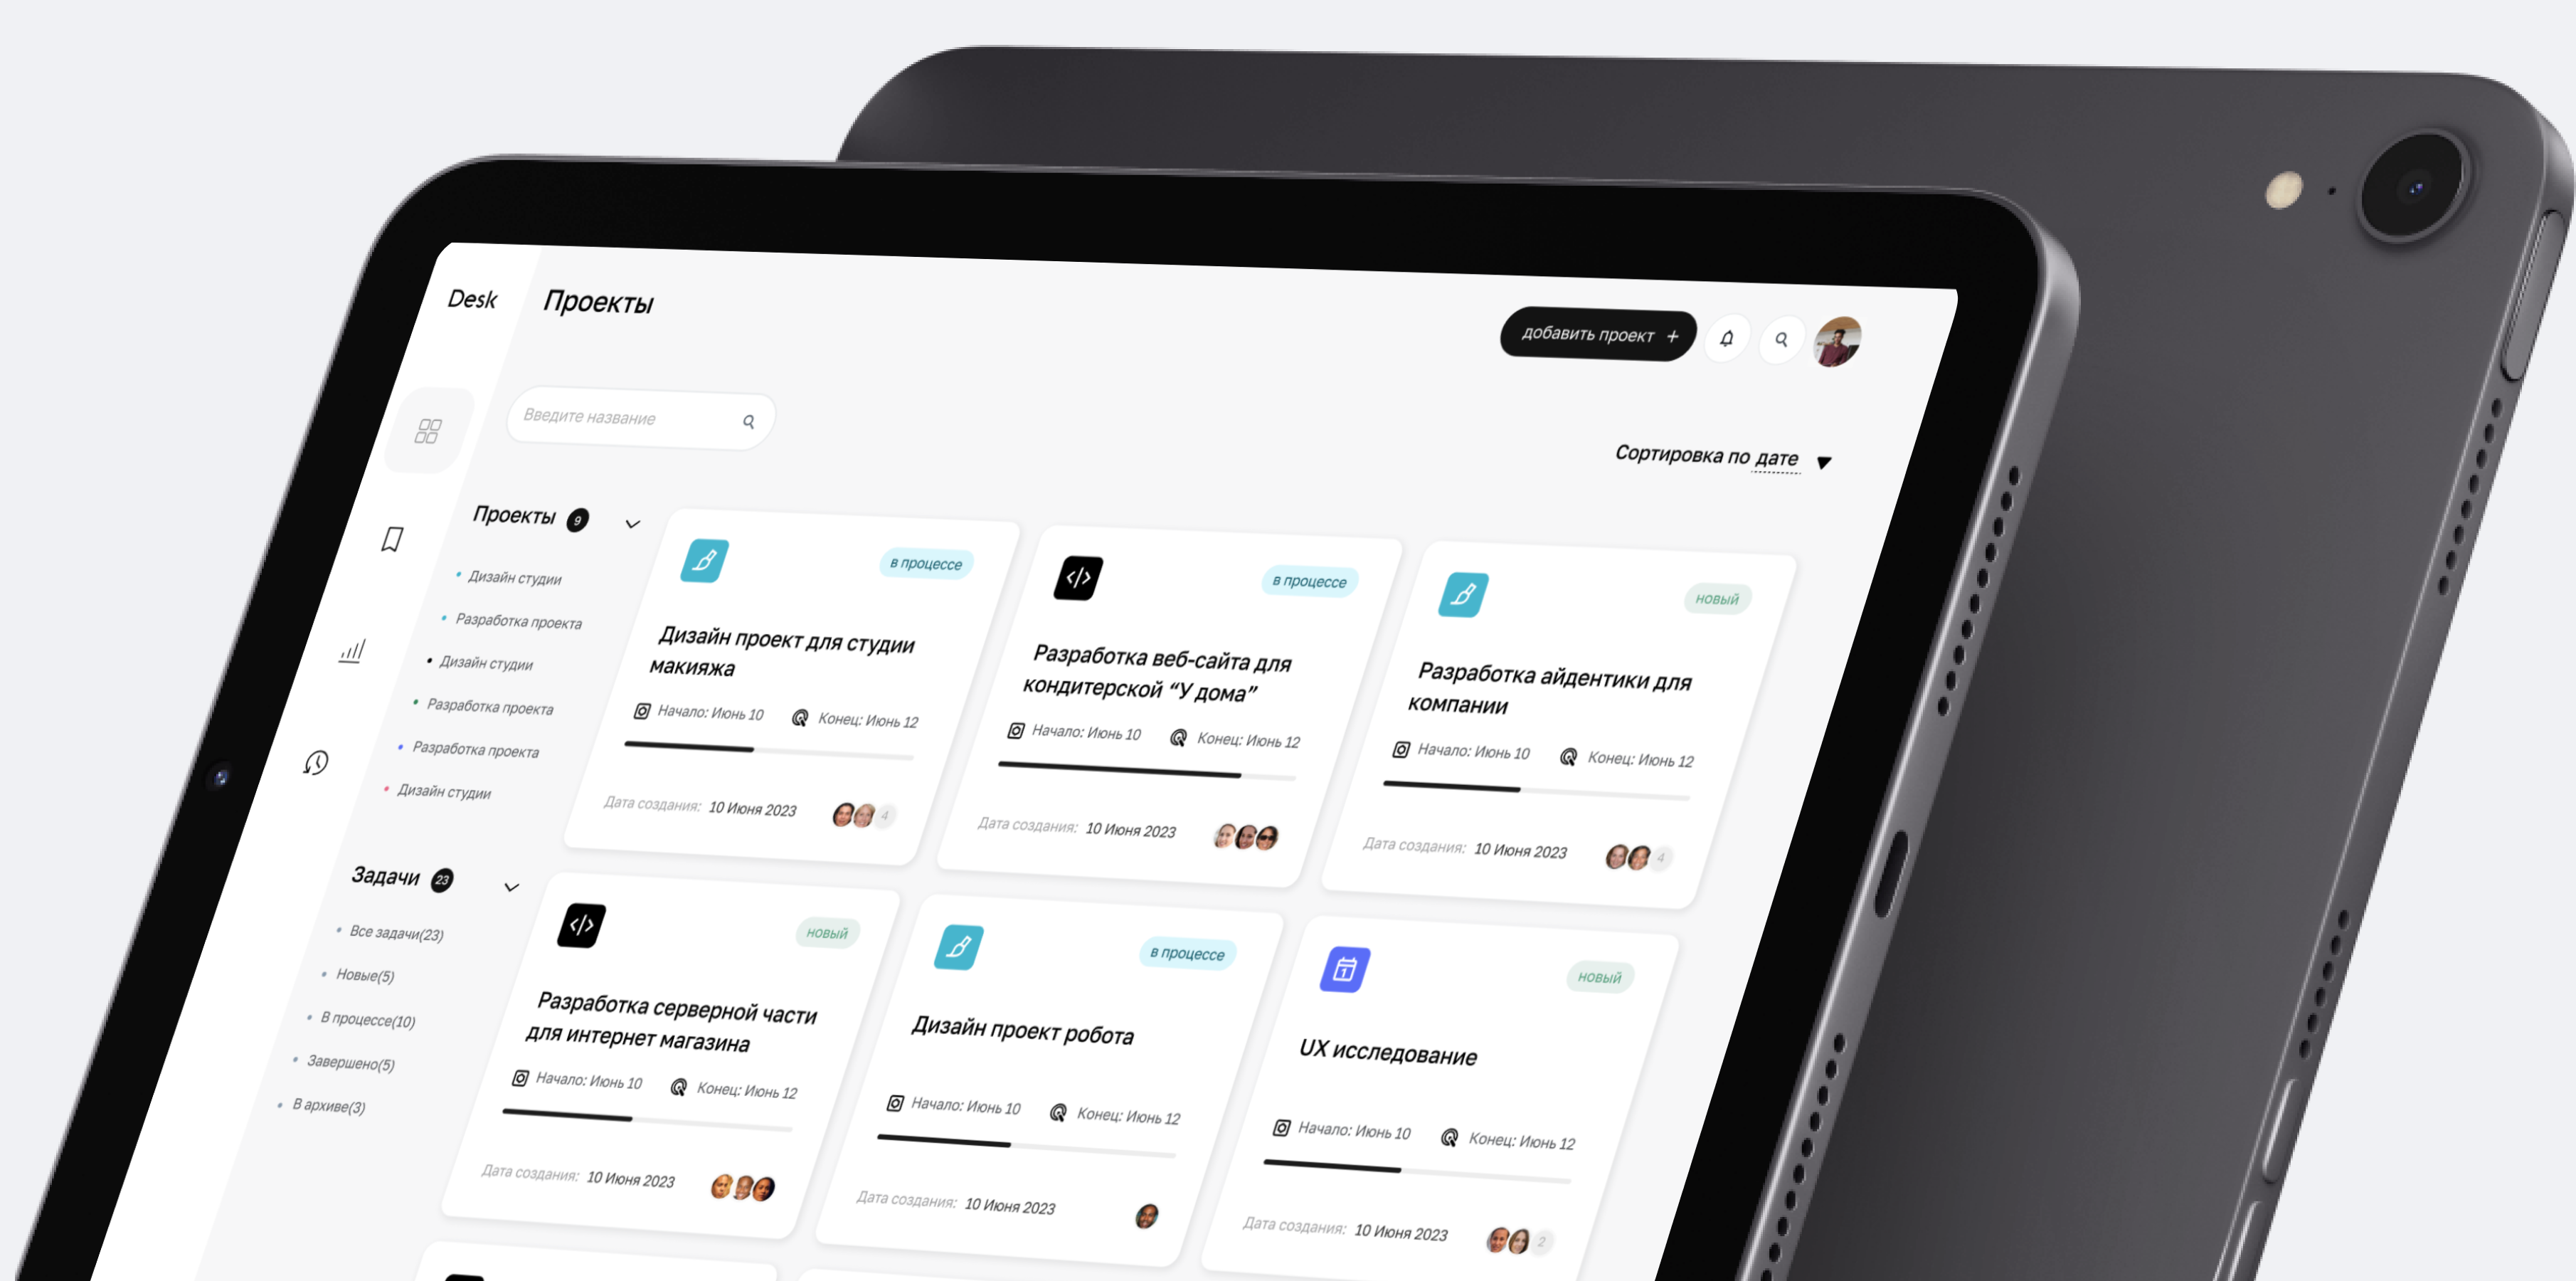 Desk
Проекты
добавить проект +
Введите название
Сортировка по дате
Проекты 9
Дизайн студии
Разработка проекта
Дизайн студии
Разработка проекта
Разработка проекта
Дизайн студии
Задачи 23
Все задачи(23)
Новые(5)
В процессе(10)
Завершено(5)
В архиве(3)
в процессе
Дизайн проект для студии
макияжа
Начало: Июнь 10 Конец: Июнь 12
Дата создания: 10 Июня 2023 4
в процессе
Разработка веб-сайта для
кондитерской “У дома”
Начало: Июнь 10 Конец: Июнь 12
Дата создания: 10 Июня 2023
новый
Разработка айдентики для
компании
Начало: Июнь 10 Конец: Июнь 12
Дата создания: 10 Июня 2023 4
новый
Разработка серверной части
для интернет магазина
Начало: Июнь 10 Конец: Июнь 12
Дата создания: 10 Июня 2023
в процессе
Дизайн проект робота
Начало: Июнь 10 Конец: Июнь 12
Дата создания: 10 Июня 2023
1
новый
UX исследование
Начало: Июнь 10 Конец: Июнь 12
Дата создания: 10 Июня 2023 2